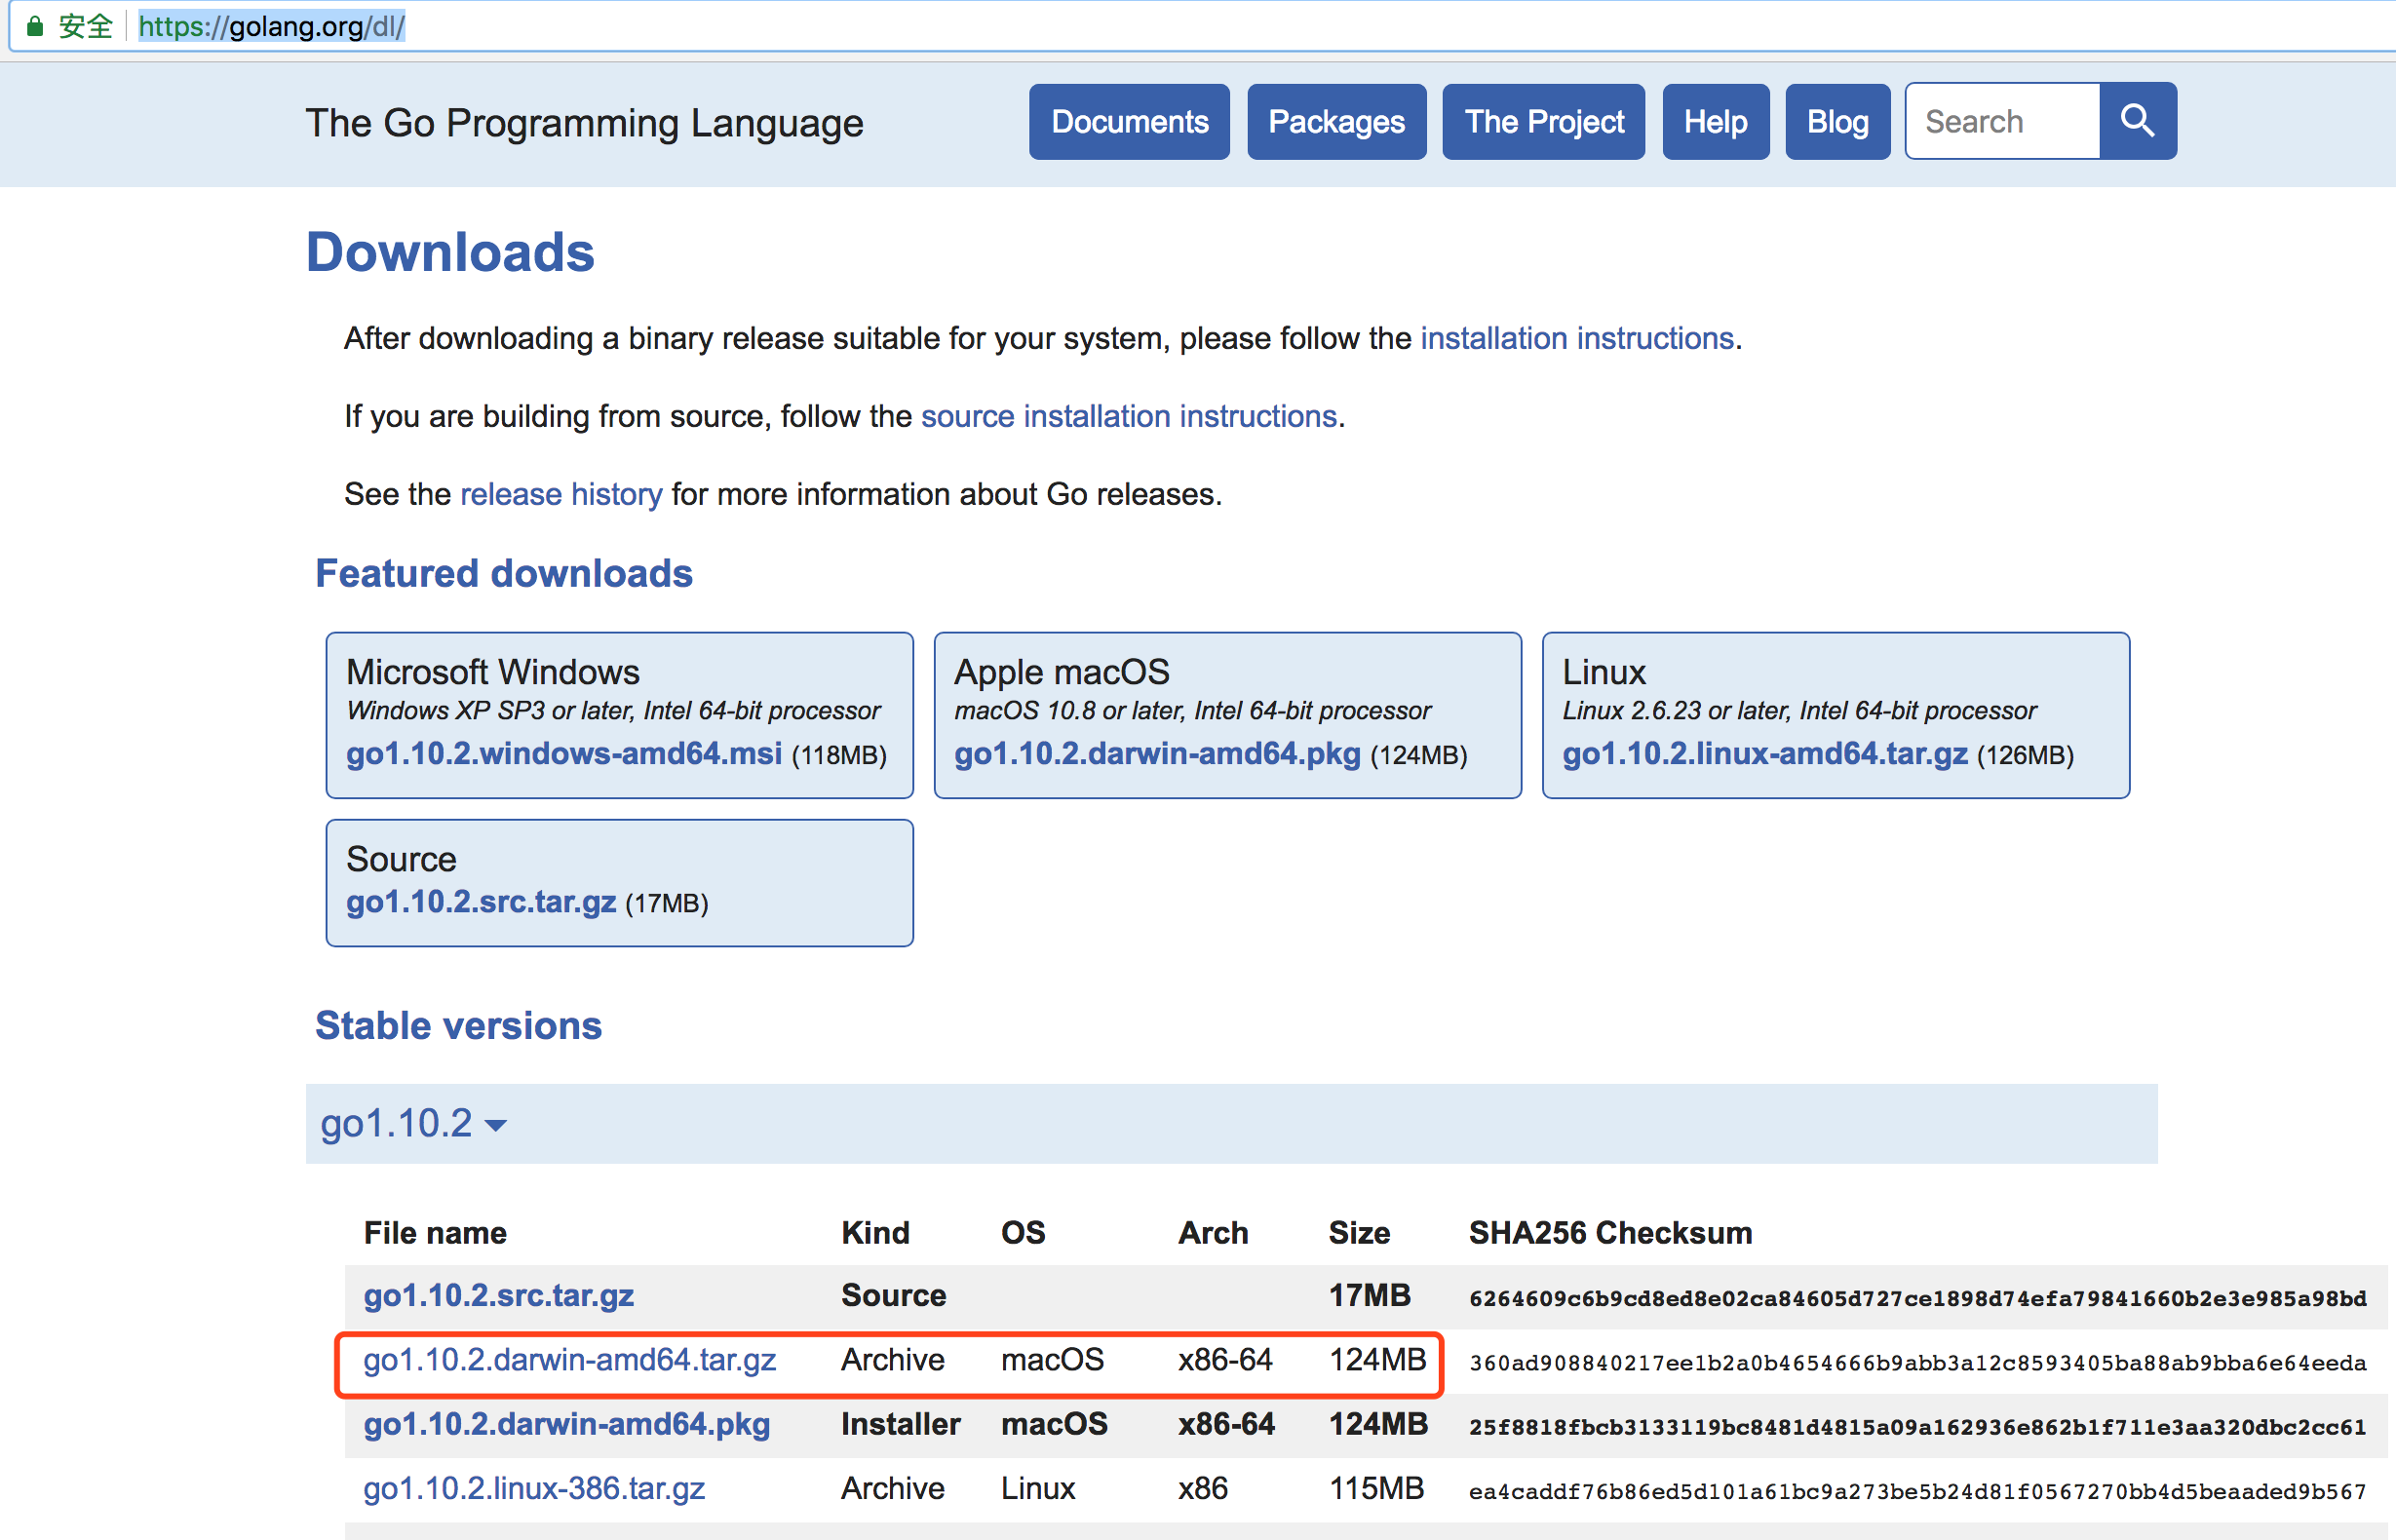 安全 https://golang.org/dl/
The Go Programming Language Documents Packages The Project Help Blog Search
Downloads
After downloading a binary release suitable for your system, please follow the installation instructions.
If you are building from source, follow the source installation instructions.
See the release history for more information about Go releases.
Featured downloads
Microsoft Windows
Windows XP SP3 or later, Intel 64-bit processor
go1.10.2.windows-amd64.msi (118MB)
Apple macOS
macOS 10.8 or later, Intel 64-bit processor
go1.10.2.darwin-amd64.pkg (124MB)
Linux
Linux 2.6.23 or later, Intel 64-bit processor
go1.10.2.linux-amd64.tar.gz (126MB)
Source
go1.10.2.src.tar.gz (17MB)
Stable versions
go1.10.2
File name Kind OS Arch Size SHA256 Checksum
go1.10.2.src.tar.gz Source 17MB 6264609c6b9cd8ed8e02ca84605d727ce1898d74efa79841660b2e3e985a98bd
go1.10.2.darwin-amd64.tar.gz Archive macOS x86-64 124MB 360ad908840217ee1b2a0b4654666b9abb3a12c8593405ba88ab9bba6e64eeda
go1.10.2.darwin-amd64.pkg Installer macOS x86-64 124MB 25f8818fbcb3133119bc8481d4815a09a162936e862b1f711e3aa320dbc2cc61
go1.10.2.linux-386.tar.gz Archive Linux x86 115MB ea4caddf76b86ed5d101a61bc9a273be5b24d81f0567270bb4d5beaaded9b567